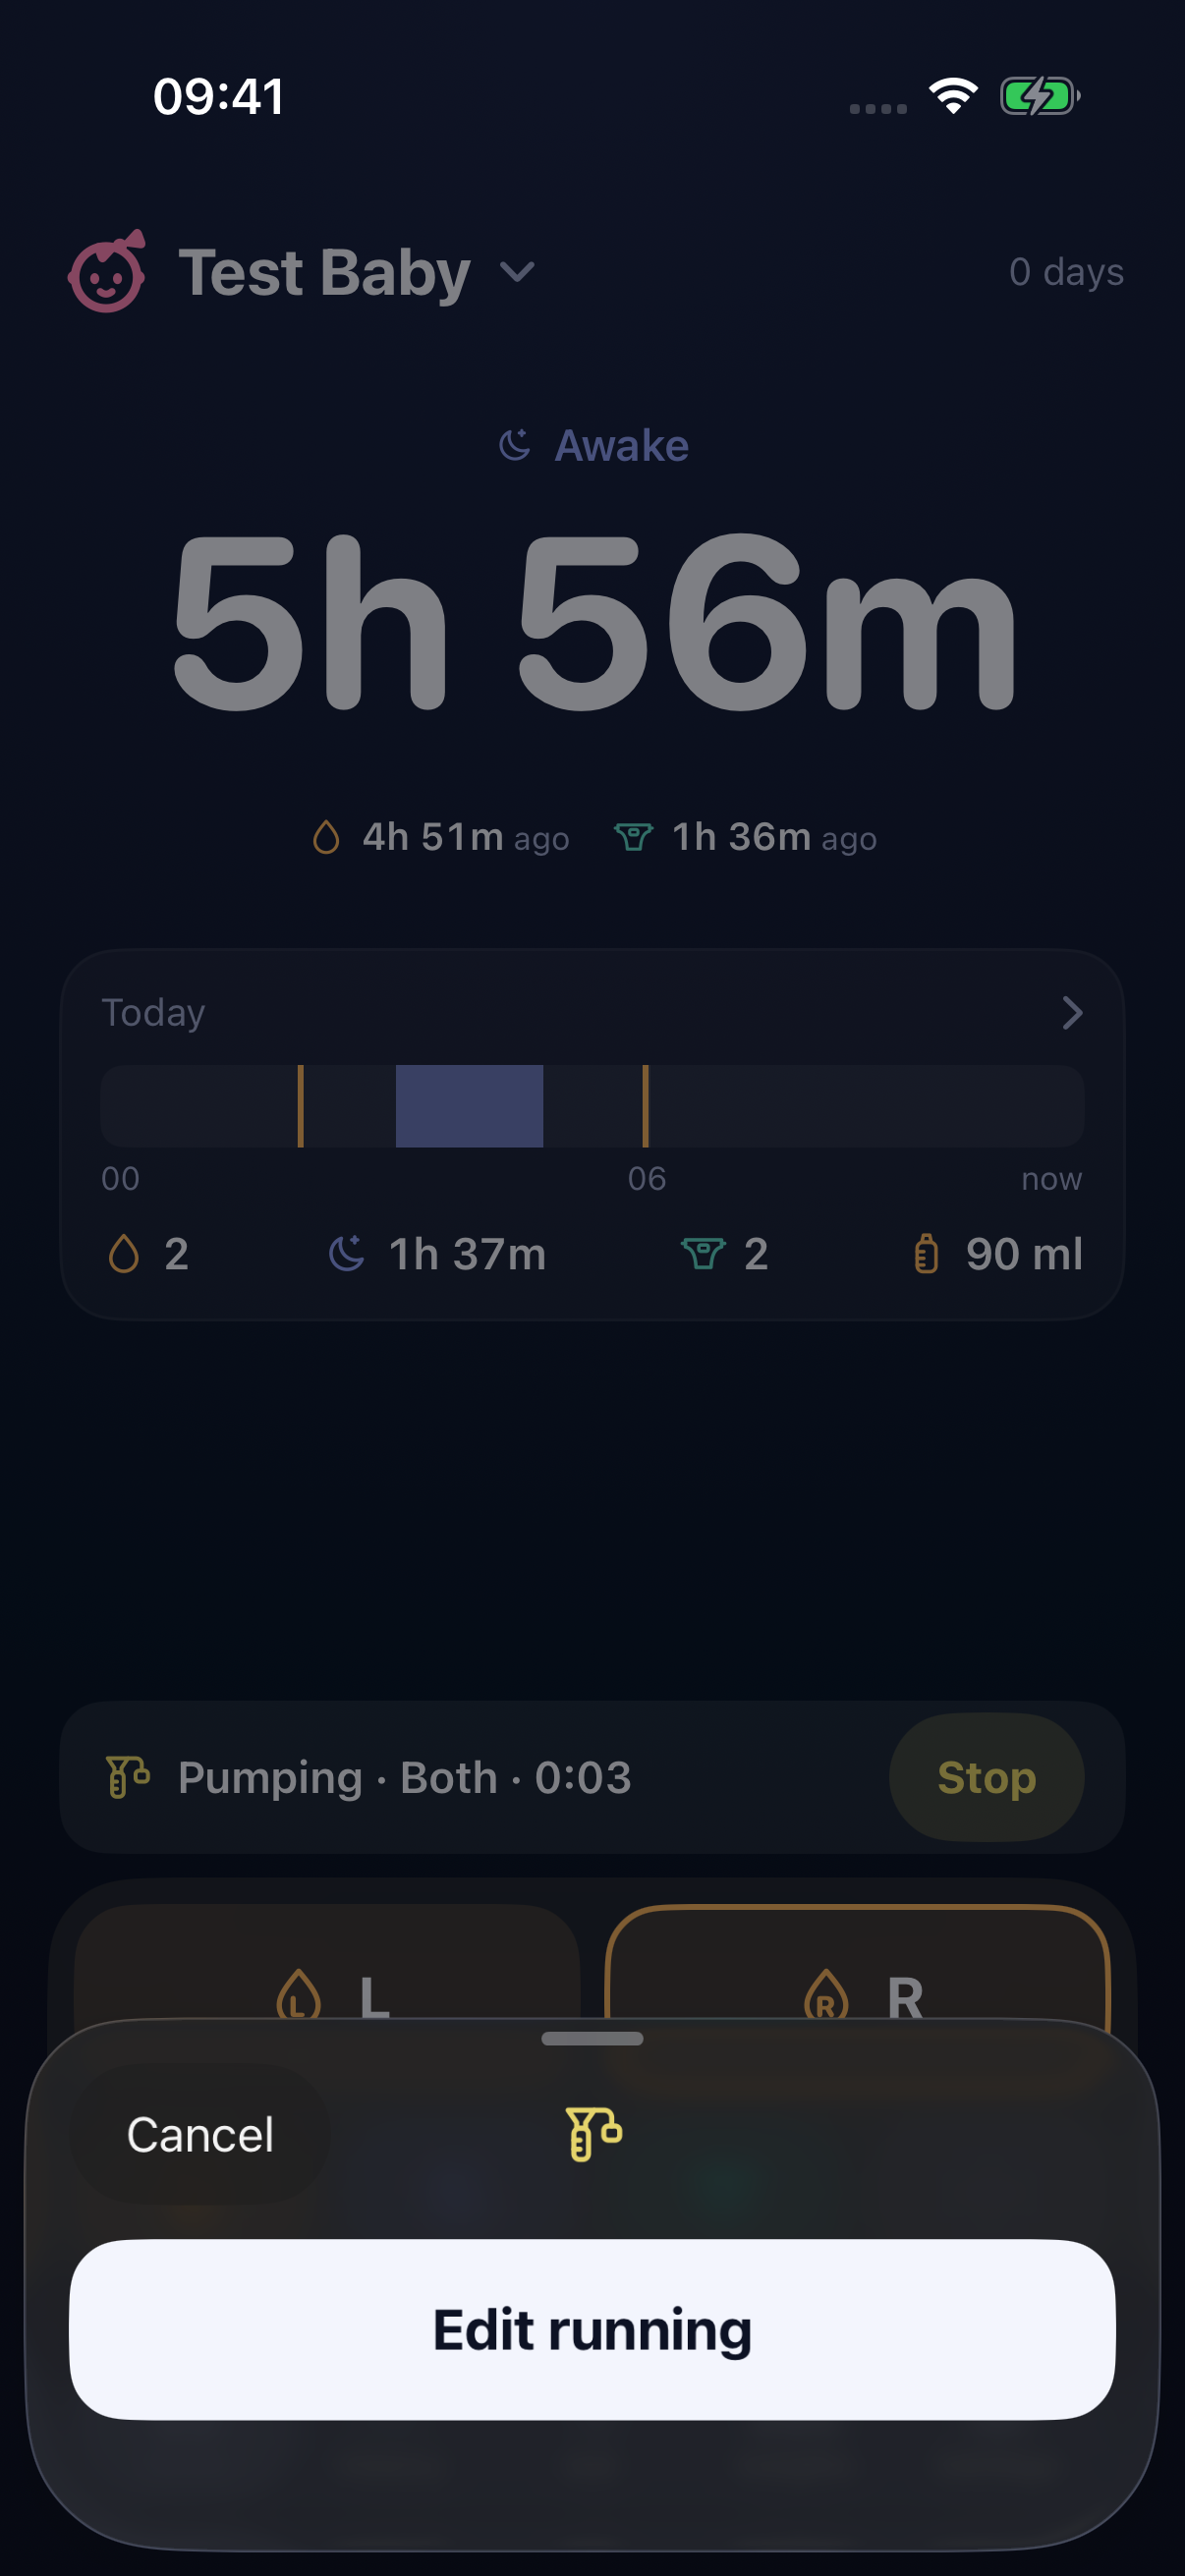 09:41
Test Baby
0 days
Awake
5h 56m
4h 51m ago 1h 36m ago
Today
00 06 now
2 1h 37m 2 90 ml
Pumping · Both · 0:03 Stop
L L R R
Cancel
Edit running